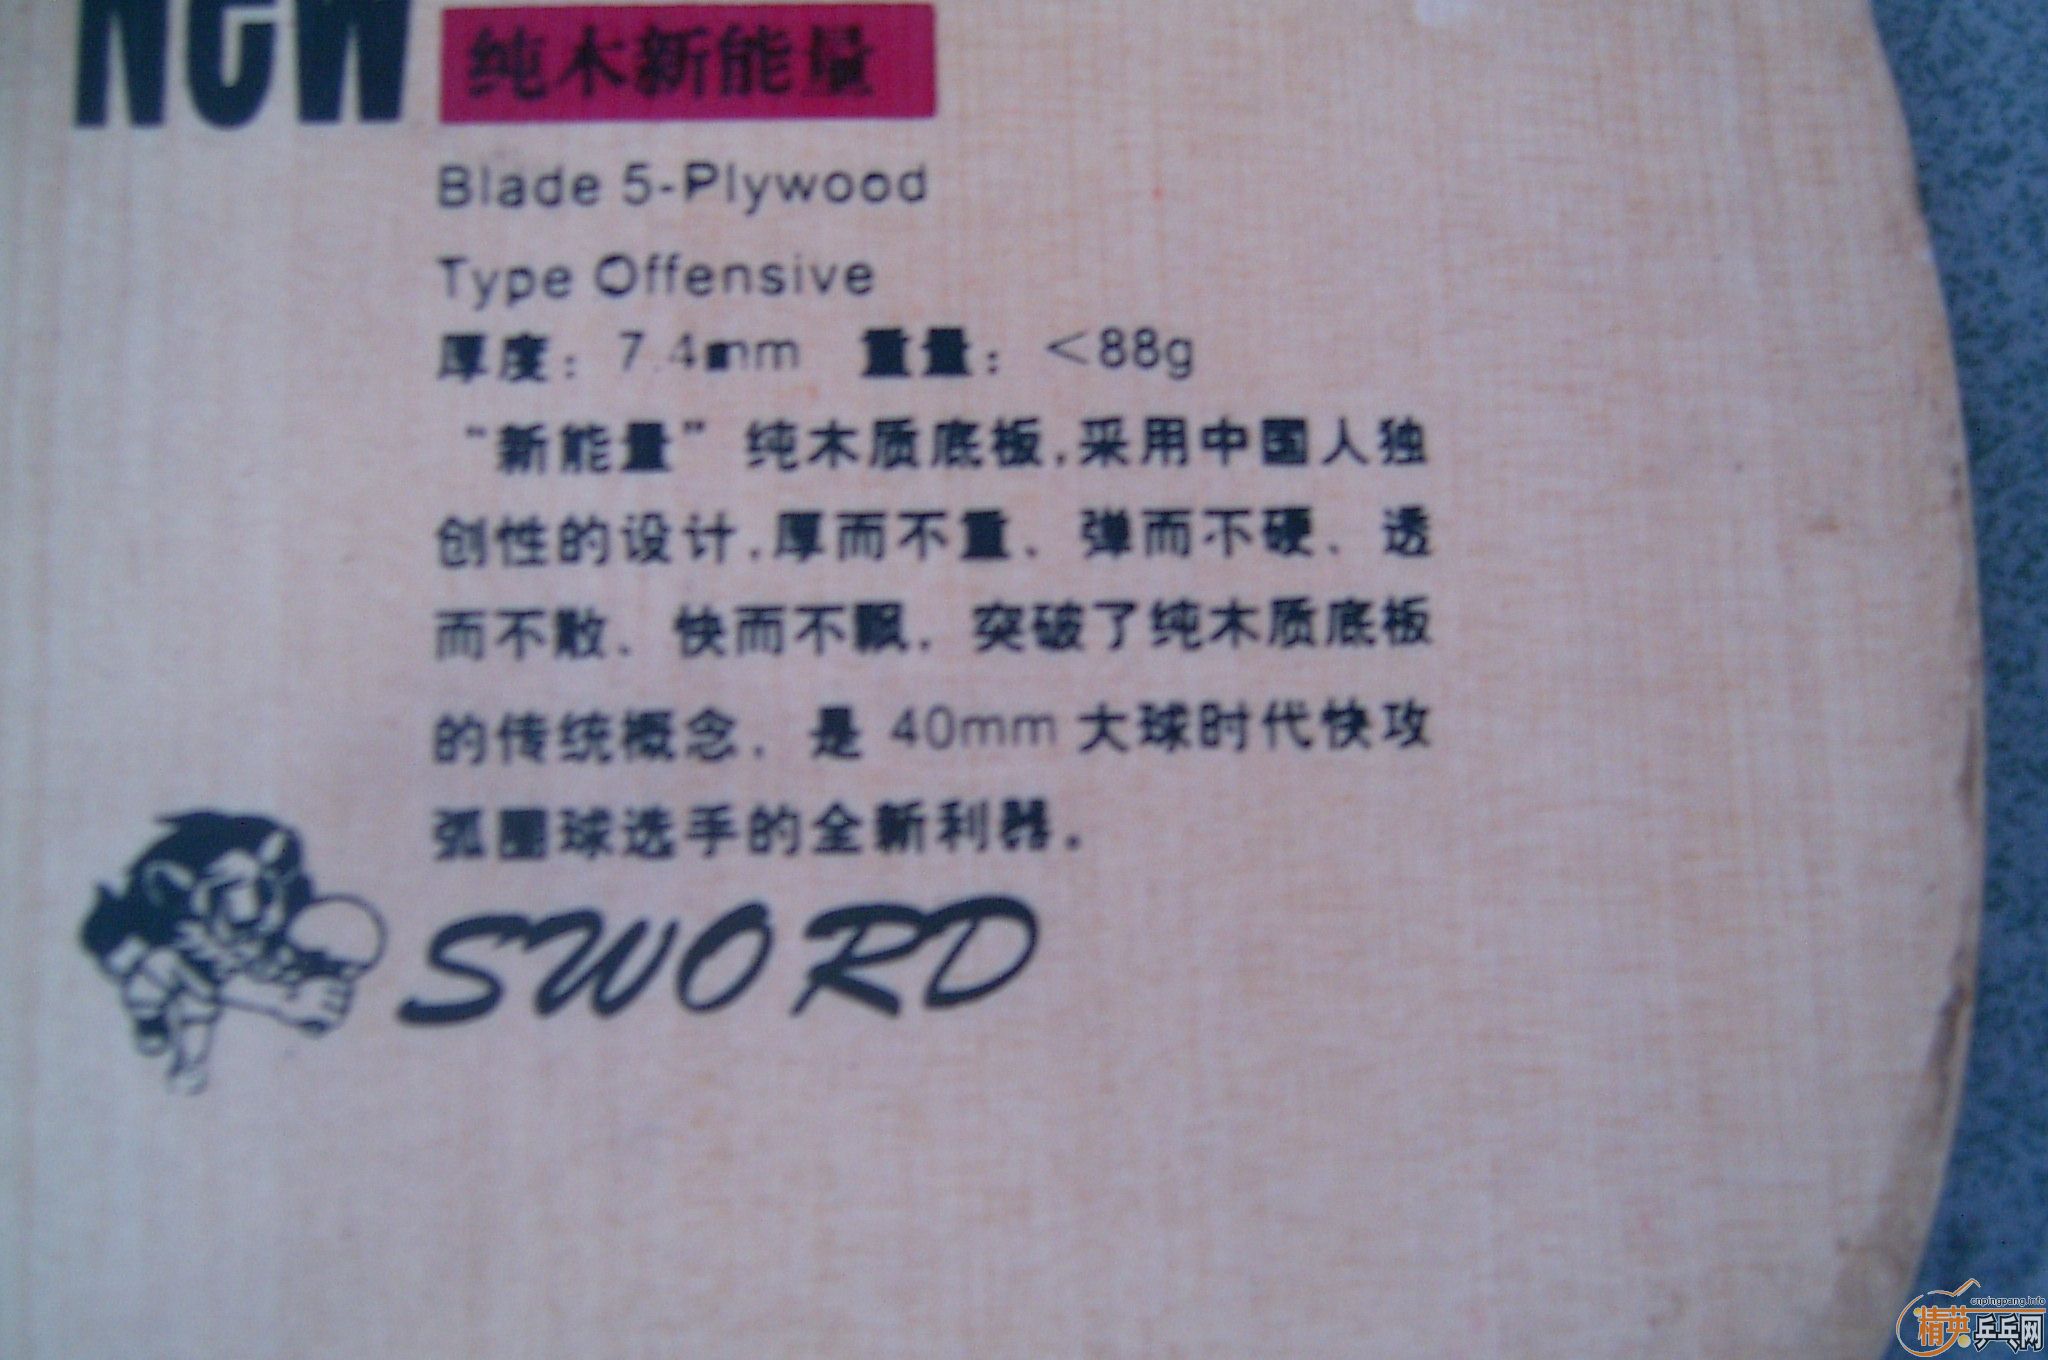 New 纯木新能量
Blade 5-Plywood
Type Offensive
厚度：7.4mm 重量：<88g
“新能量”纯木质底板,采用中国人独
创性的设计,厚而不重、弹而不硬、透
而不散、快而不飘，突破了纯木质底板
的传统概念，是 40mm 大球时代快攻
弧圈球选手的全新利器。
SWORD
cnpingpang.info
精英乒乓网